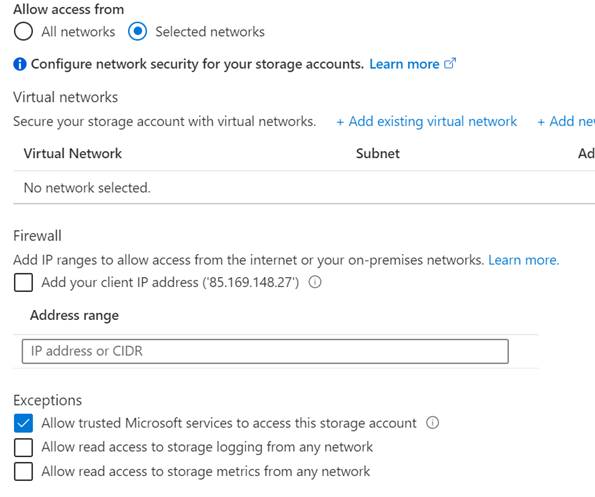 Allow access from
All networks Selected networks
Configure network security for your storage accounts. Learn more
Virtual networks
Secure your storage account with virtual networks. + Add existing virtual network + Add new
Virtual Network Subnet Ad
No network selected.
Firewall
Add IP ranges to allow access from the internet or your on-premises networks. Learn more.
Add your client IP address ('85.169.148.27')
Address range
IP address or CIDR
Exceptions
Allow trusted Microsoft services to access this storage account
Allow read access to storage logging from any network
Allow read access to storage metrics from any network